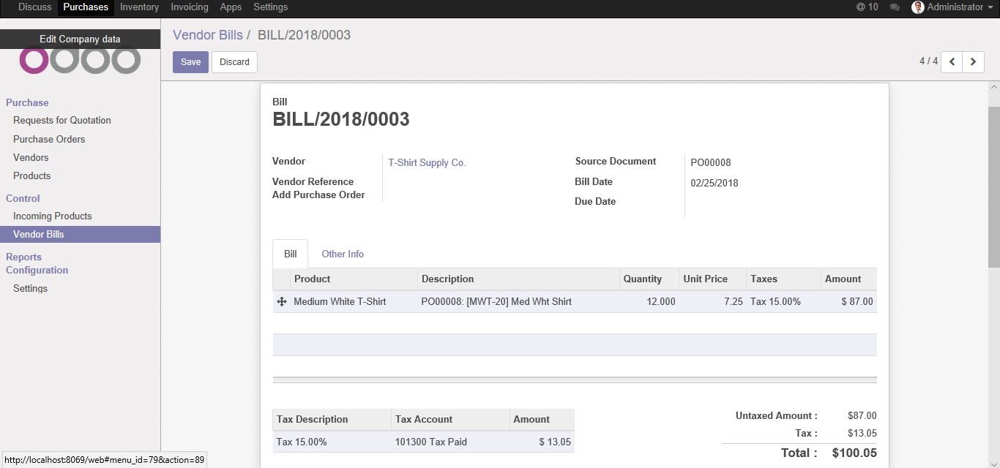 Discuss Purchases Inventory Invoicing Apps Settings @ 10 Administrator
Edit Company data
odoo
Vendor Bills / BILL/2018/0003
Save Discard 4 / 4
Purchase
Requests for Quotation
Purchase Orders
Vendors
Products
Control
Incoming Products
Vendor Bills
Reports
Configuration
Settings
Bill
BILL/2018/0003
Vendor T-Shirt Supply Co. Source Document PO00008
Vendor Reference Bill Date 02/25/2018
Add Purchase Order Due Date
Bill Other Info
Product Description Quantity Unit Price Taxes Amount
Medium White T-Shirt PO00008: [MWT-20] Med Wht Shirt 12.000 7.25 Tax 15.00% $ 87.00
Tax Description Tax Account Amount
Tax 15.00% 101300 Tax Paid $ 13.05
Untaxed Amount : $87.00
Tax : $13.05
Total : $100.05
http://localhost:8069/web#menu_id=79&action=89